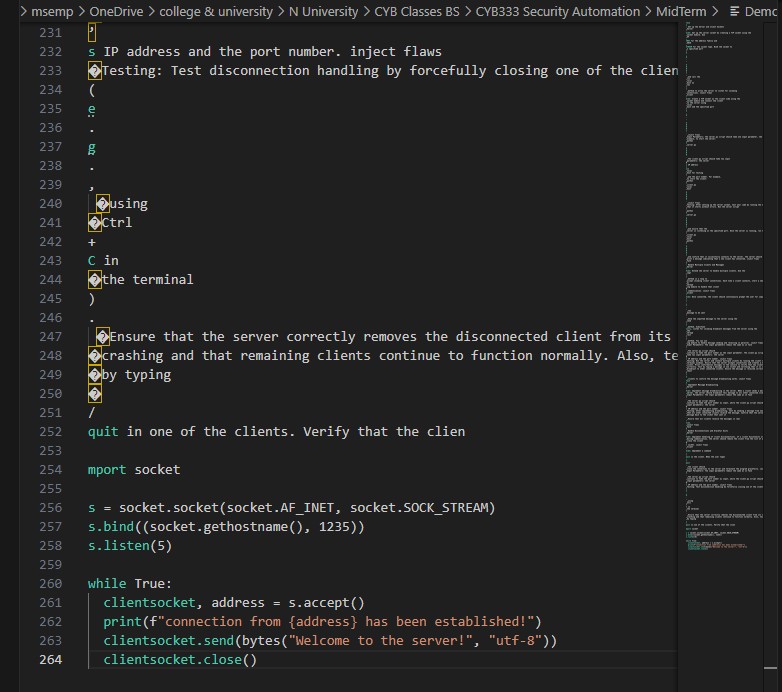 msemp > OneDrive > college & university > N University > CYB Classes BS > CYB333 Security Automation > MidTerm > Demo
231 ,
232 s IP address and the port number. inject flaws
233 �Testing: Test disconnection handling by forcefully closing one of the clien
234 (
235 e
236 .
237 g
238 .
239 ,
240 �using
241 �Ctrl
242 +
243 C in
244 �the terminal
245 )
246 .
247 �Ensure that the server correctly removes the disconnected client from its
248 �crashing and that remaining clients continue to function normally. Also, te
249 �by typing
250 �
251 /
252 quit in one of the clients. Verify that the clien
253
254 mport socket
255
256 s = socket.socket(socket.AF_INET, socket.SOCK_STREAM)
257 s.bind((socket.gethostname(), 1235))
258 s.listen(5)
259
260 while True:
261 clientsocket, address = s.accept()
262 print(f"connection from {address} has been established!")
263 clientsocket.send(bytes("Welcome to the server!", "utf-8"))
264 clientsocket.close()